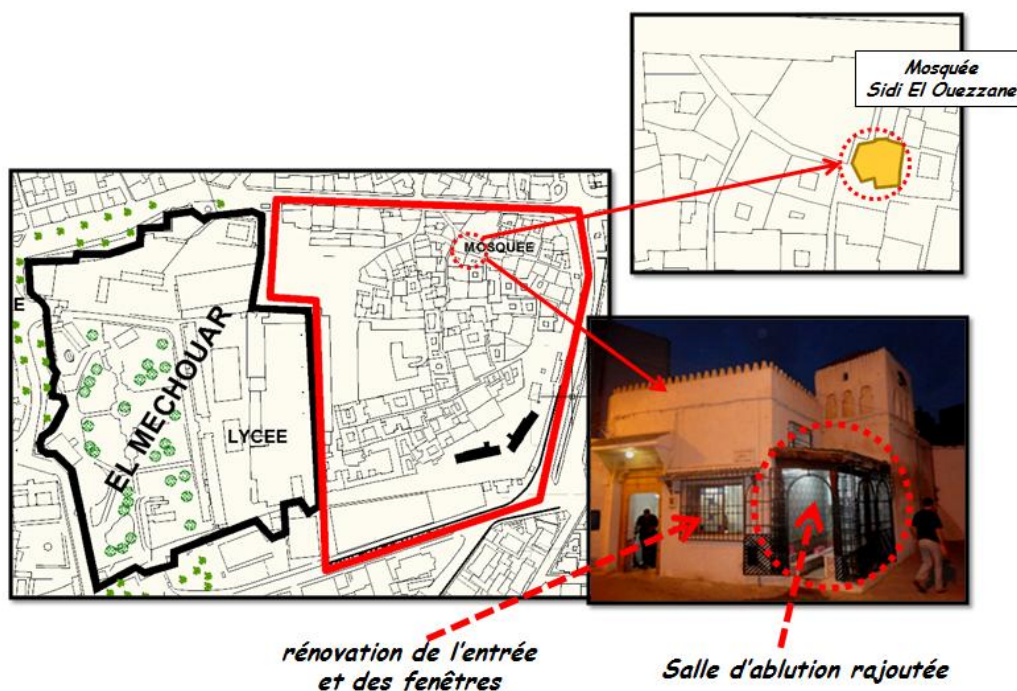 Mosquée
Sidi El Ouezzane
MOSQUEE
E
EL MECHOUAR
LYCEE
rénovation de l'entrée
et des fenêtres
Salle d'ablution rajoutée